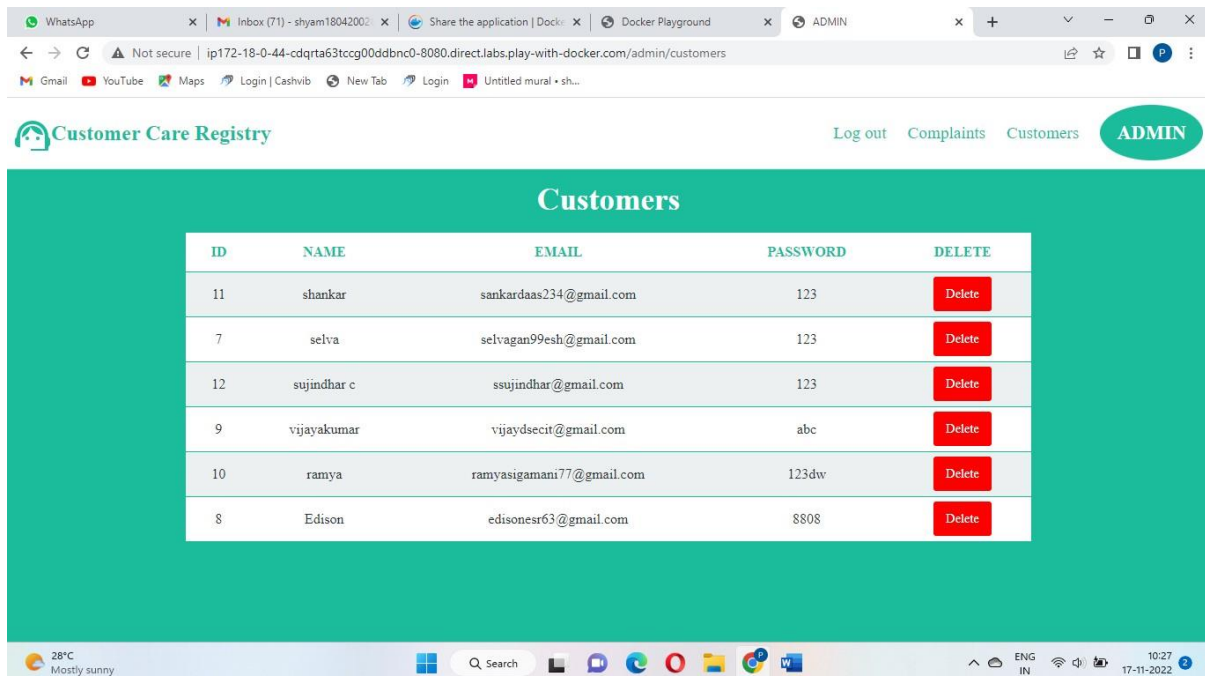 WhatsApp Inbox (71) - shyam18042002 Share the application | Docke Docker Playground ADMIN
Not secure | ip172-18-0-44-cdqrta63tccg00ddbnc0-8080.direct.labs.play-with-docker.com/admin/customers P
Gmail YouTube Maps Login | Cashvib New Tab Login Untitled mural • sh...
Customer Care Registry Log out Complaints Customers ADMIN
Customers
ID NAME EMAIL PASSWORD DELETE
11 shankar sankardaas234@gmail.com 123 Delete
7 selva selvagan99esh@gmail.com 123 Delete
12 sujindhar c ssujindhar@gmail.com 123 Delete
9 vijayakumar vijaydsecit@gmail.com abc Delete
10 ramya ramyasigamani77@gmail.com 123dw Delete
8 Edison edisonesr63@gmail.com 8808 Delete
28°C Search ENG 10:27 2
Mostly sunny IN 17-11-2022